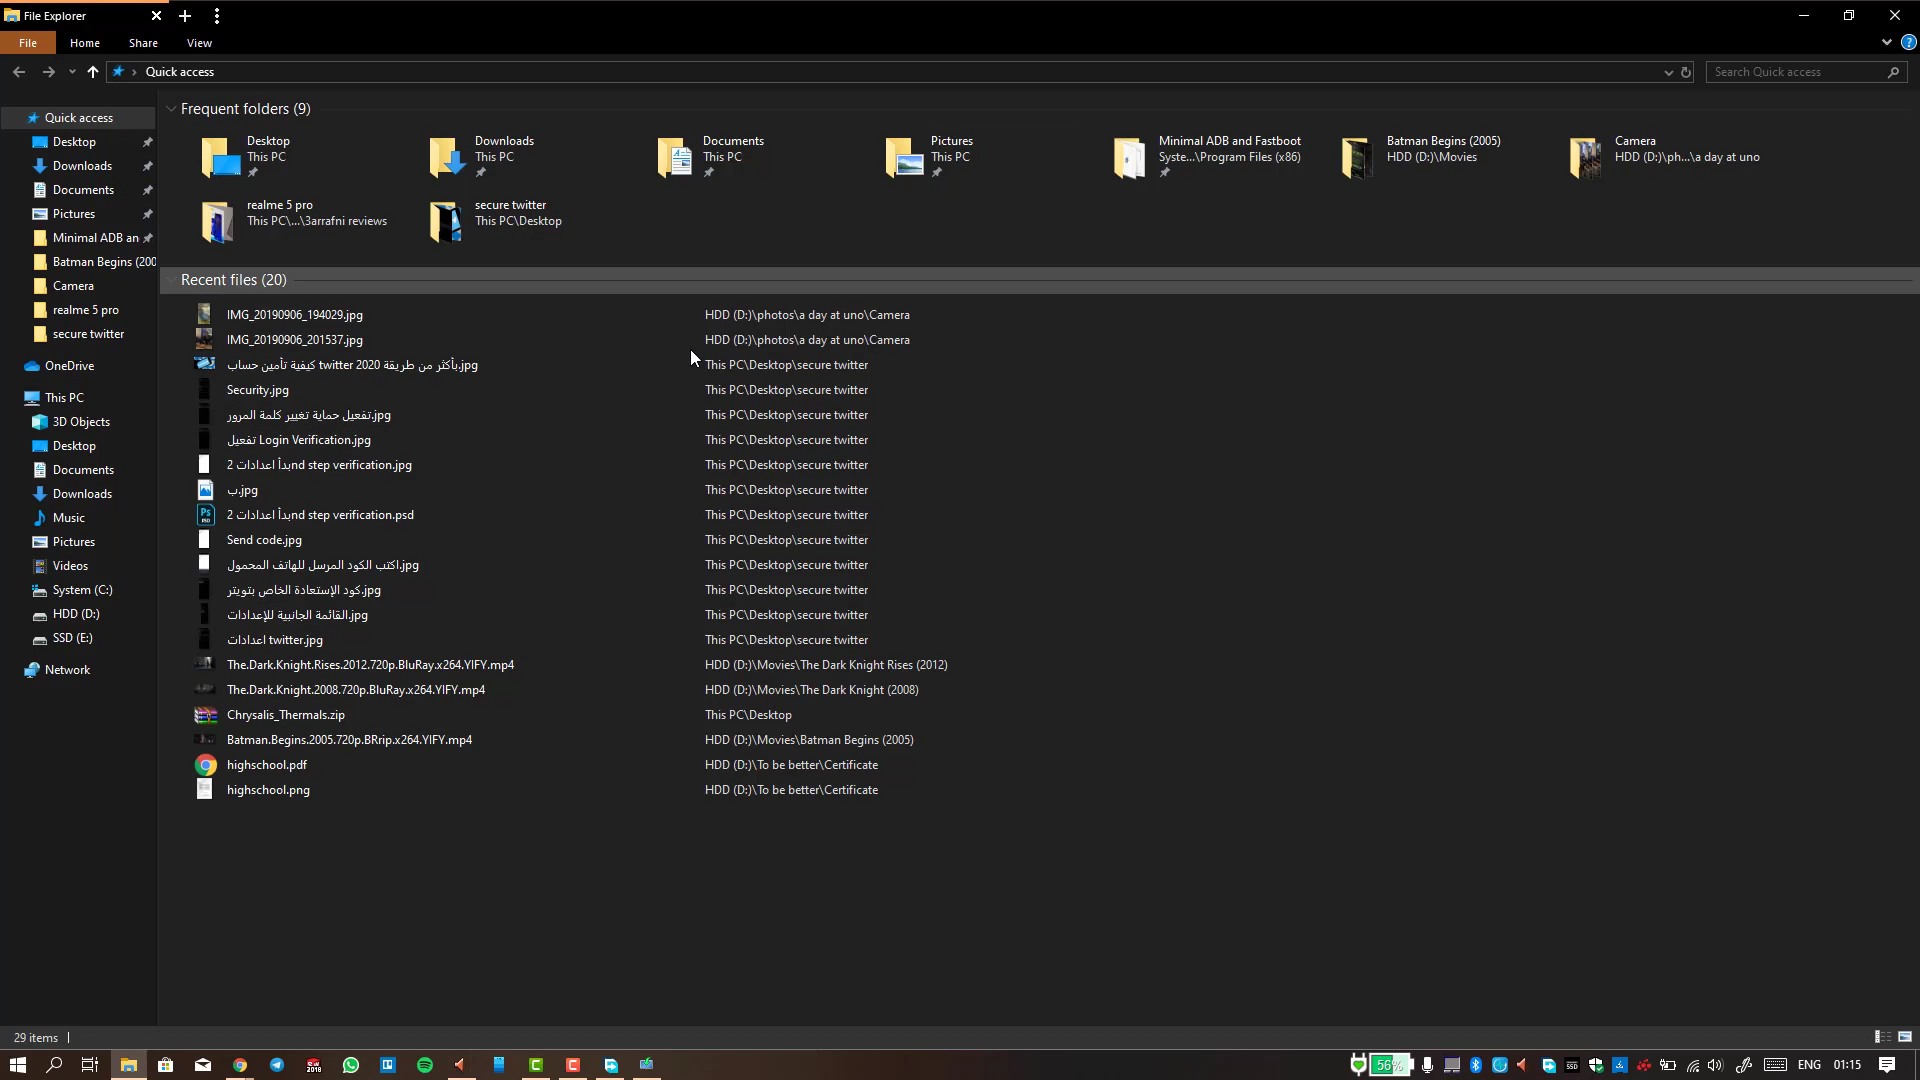 File Explorer
File Home Share View
Quick access
Search Quick access
Quick access
Desktop
Downloads
Documents
Pictures
Minimal ADB an
Batman Begins (200
Camera
realme 5 pro
secure twitter
OneDrive
This PC
3D Objects
Desktop
Documents
Downloads
Music
Pictures
Videos
System (C:)
HDD (D:)
SSD (E:)
Network
Frequent folders (9)
Desktop
This PC
Downloads
This PC
Documents
This PC
Pictures
This PC
Minimal ADB and Fastboot
Syste...\Program Files (x86)
Batman Begins (2005)
HDD (D:)\Movies
Camera
HDD (D:)\ph...\a day at uno
realme 5 pro
This PC\...\3arrafni reviews
secure twitter
This PC\Desktop
Recent files (20)
IMG_20190906_194029.jpg HDD (D:)\photos\a day at uno\Camera
IMG_20190906_201537.jpg HDD (D:)\photos\a day at uno\Camera
كيفية تأمين حساب twitter 2020 بأكثر من طريقة.jpg This PC\Desktop\secure twitter
Security.jpg This PC\Desktop\secure twitter
تفعيل حماية تغيير كلمة المرور.jpg This PC\Desktop\secure twitter
تفعيل Login Verification.jpg This PC\Desktop\secure twitter
بدأ اعدادات 2nd step verification.jpg This PC\Desktop\secure twitter
ب.jpg This PC\Desktop\secure twitter
بدأ اعدادات 2nd step verification.psd This PC\Desktop\secure twitter
Send code.jpg This PC\Desktop\secure twitter
اكتب الكود المرسل للهاتف المحمول.jpg This PC\Desktop\secure twitter
كود الإستعادة الخاص بتويتر.jpg This PC\Desktop\secure twitter
القائمة الجانبية للإعدادات.jpg This PC\Desktop\secure twitter
اعدادات twitter.jpg This PC\Desktop\secure twitter
The.Dark.Knight.Rises.2012.720p.BluRay.x264.YIFY.mp4 HDD (D:)\Movies\The Dark Knight Rises (2012)
The.Dark.Knight.2008.720p.BluRay.x264.YIFY.mp4 HDD (D:)\Movies\The Dark Knight (2008)
Chrysalis_Thermals.zip This PC\Desktop
Batman.Begins.2005.720p.BRrip.x264.YIFY.mp4 HDD (D:)\Movies\Batman Begins (2005)
highschool.pdf HDD (D:)\To be better\Certificate
highschool.png HDD (D:)\To be better\Certificate
29 items
56% ENG 01:15